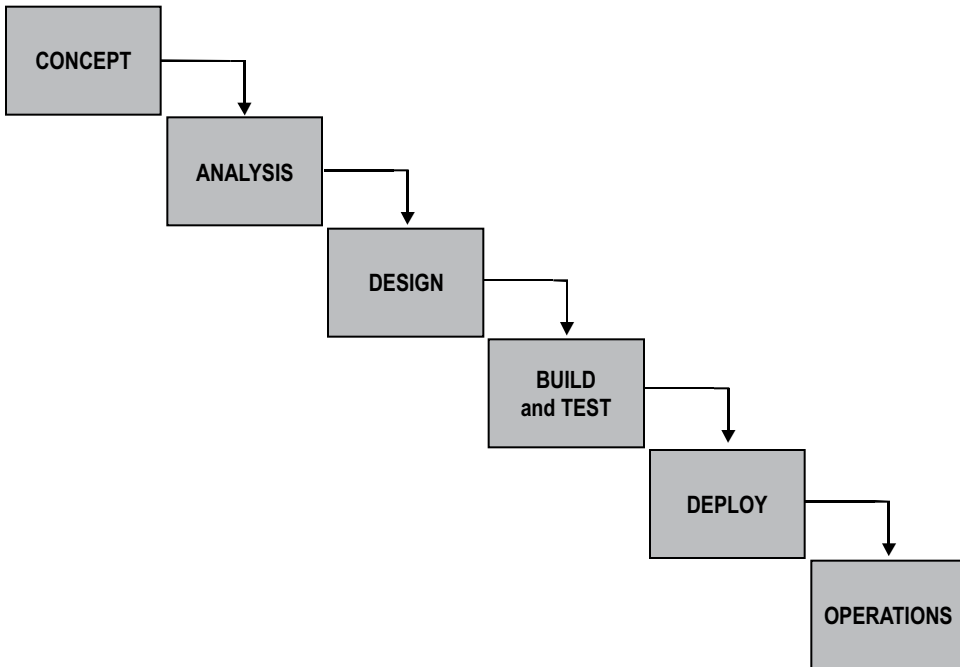 CONCEPT
ANALYSIS
DESIGN
BUILD
and TEST
DEPLOY
OPERATIONS